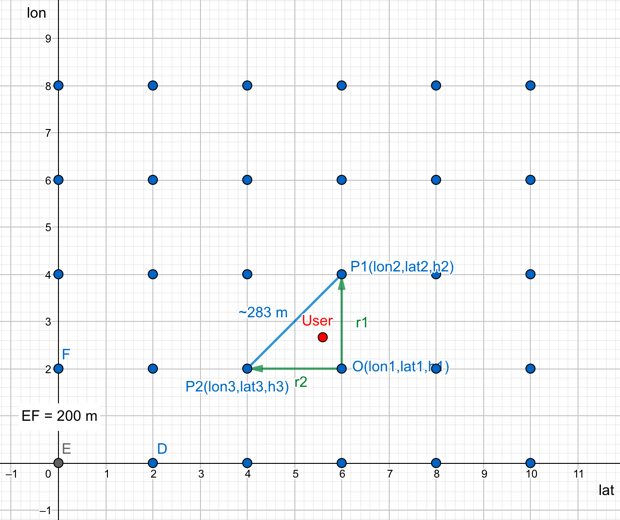 lon
9
8
7
6
5
4
P1(lon2,lat2,h2)
~283 m
3
User
r1
F
2
O(lon1,lat1,h1)
r2
P2(lon3,lat3,h3)
EF = 200 m
E
D
−1
0
1
2
3
4
5
6
7
8
9
10
11
lat
−1